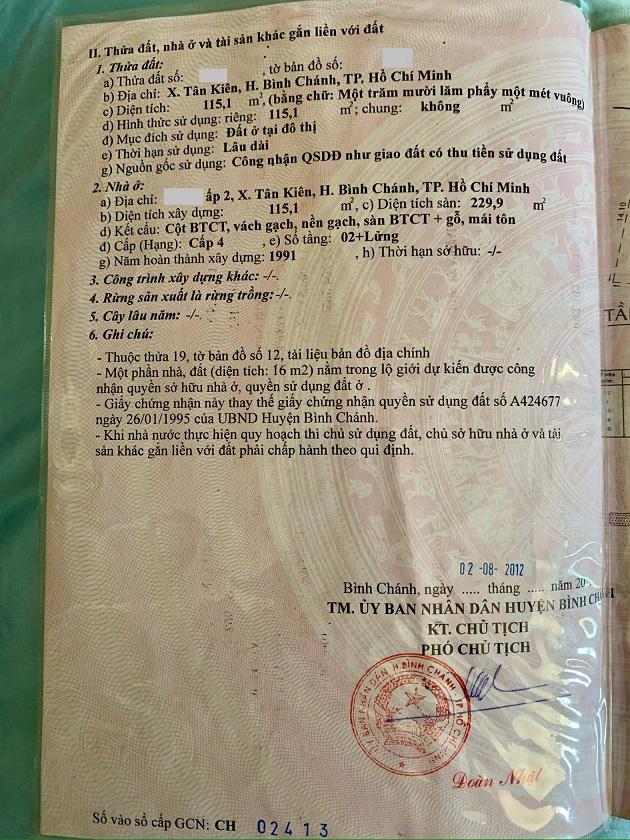 II. Thửa đất, nhà ở và tài sản khác gắn liền với đất
1. Thửa đất:
a) Thửa đất số: , tờ bản đồ số:
b) Địa chỉ: X. Tân Kiên, H. Bình Chánh, TP. Hồ Chí Minh
c) Diện tích: 115,1 m², (bằng chữ: Một trăm mười lăm phẩy một mét vuông)
d) Hình thức sử dụng: riêng: 115,1 m²; chung: không m²
đ) Mục đích sử dụng: Đất ở tại đô thị
e) Thời hạn sử dụng: Lâu dài
g) Nguồn gốc sử dụng: Công nhận QSDĐ như giao đất có thu tiền sử dụng đất
2. Nhà ở:
a) Địa chỉ: ấp 2, X. Tân Kiên, H. Bình Chánh, TP. Hồ Chí Minh
b) Diện tích xây dựng: 115,1 m², c) Diện tích sàn: 229,9 m²
d) Kết cấu: Cột BTCT, vách gạch, nền gạch, sàn BTCT + gỗ, mái tôn
đ) Cấp (Hạng): Cấp 4 , e) Số tầng: 02+Lửng
g) Năm hoàn thành xây dựng: 1991 , h) Thời hạn sở hữu: -/-
3. Công trình xây dựng khác: -/-.
4. Rừng sản xuất là rừng trồng: -/-.
5. Cây lâu năm: -/-.
6. Ghi chú:
- Thuộc thửa 19, tờ bản đồ số 12, tài liệu bản đồ địa chính
- Một phần nhà, đất (diện tích: 16 m2) nằm trong lộ giới dự kiến được công
nhận quyền sở hữu nhà ở, quyền sử dụng đất ở .
- Giấy chứng nhận này thay thế giấy chứng nhận quyền sử dụng đất số A424677
ngày 26/01/1995 của UBND Huyện Bình Chánh.
- Khi nhà nước thực hiện quy hoạch thì chủ sử dụng đất, chủ sở hữu nhà ở và tài
sản khác gắn liền với đất phải chấp hành theo qui định.
02-08-2012
Bình Chánh, ngày ..... tháng ..... năm 20
TM. ỦY BAN NHÂN DÂN HUYỆN BÌNH CHÁNH
KT. CHỦ TỊCH
PHÓ CHỦ TỊCH
ỦY BAN NHÂN DÂN H.BÌNH CHÁNH-TP.HỒ CHÍ MINH
Đoàn Nhật
Số vào sổ cấp GCN: CH 02413